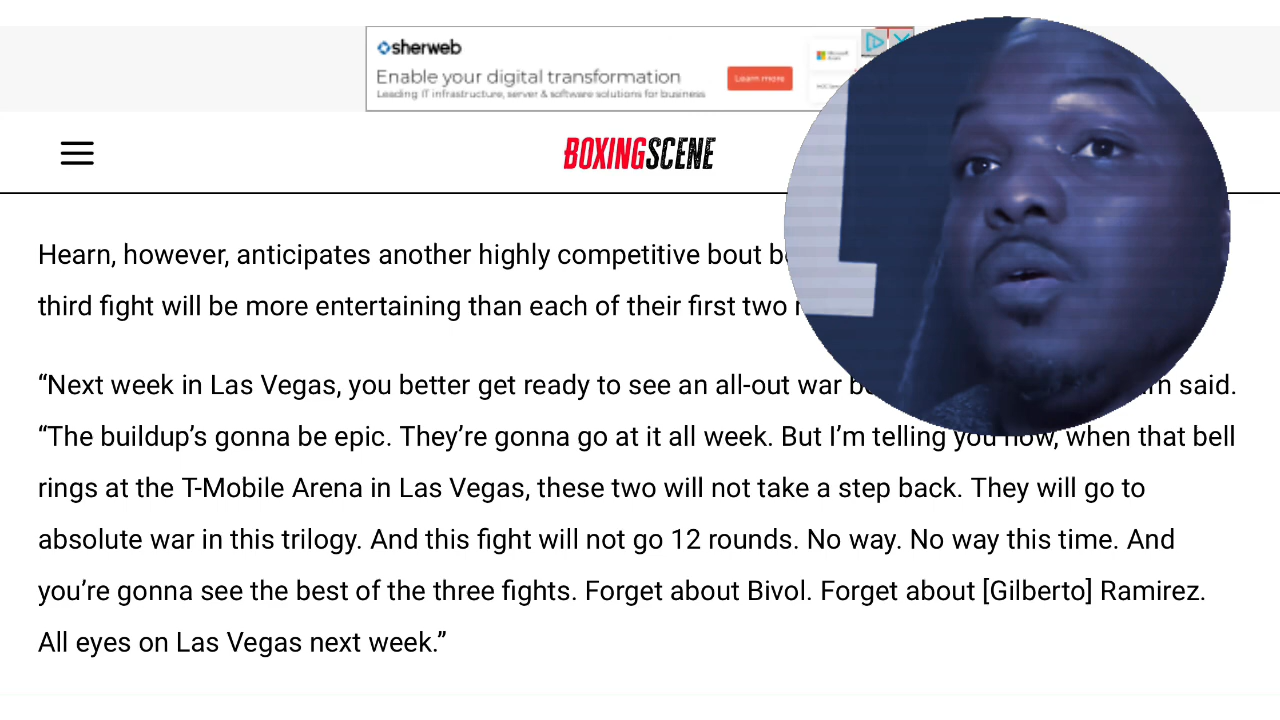 sherweb
Enable your digital transformation
Leading IT infrastructure, server & software solutions for business
Learn more
Microsoft
BOXINGSCENE
Hearn, however, anticipates another highly competitive bout
third fight will be more entertaining than each of their first two
“Next week in Las Vegas, you better get ready to see an all-out war said.
“The buildup’s gonna be epic. They’re gonna go at it all week. But I’m telling you now, when that bell
rings at the T-Mobile Arena in Las Vegas, these two will not take a step back. They will go to
absolute war in this trilogy. And this fight will not go 12 rounds. No way. No way this time. And
you’re gonna see the best of the three fights. Forget about Bivol. Forget about [Gilberto] Ramirez.
All eyes on Las Vegas next week.”